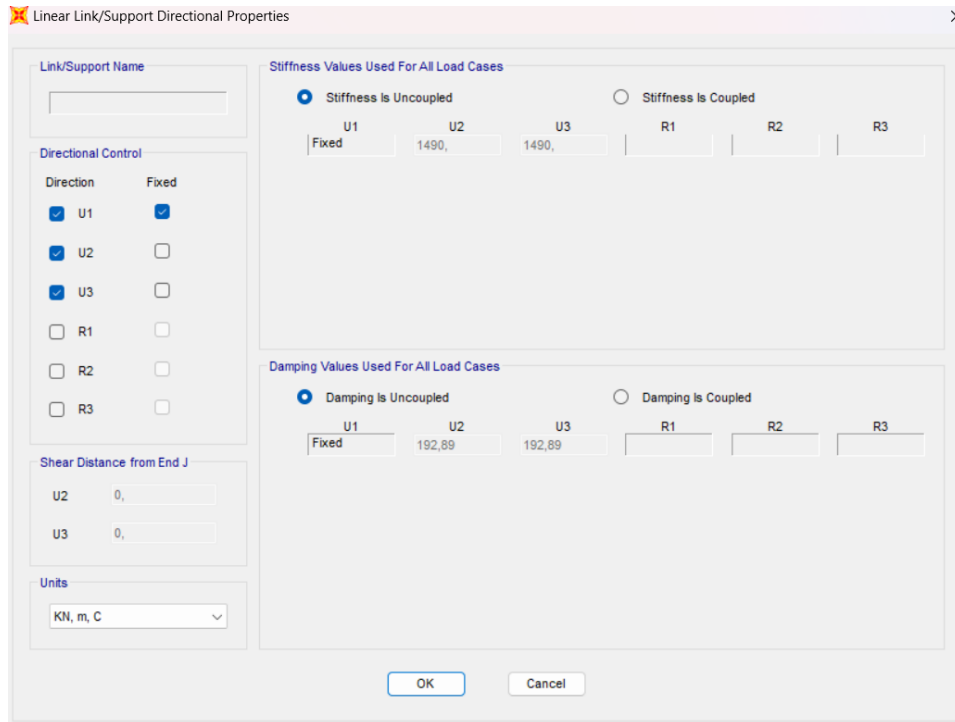 Linear Link/Support Directional Properties
Link/Support Name
Directional Control
Direction Fixed
U1
U2
U3
R1
R2
R3
Shear Distance from End J
U2 0,
U3 0,
Units
KN, m, C
Stiffness Values Used For All Load Cases
Stiffness Is Uncoupled Stiffness Is Coupled
U1 U2 U3 R1 R2 R3
Fixed 1490, 1490,
Damping Values Used For All Load Cases
Damping Is Uncoupled Damping Is Coupled
U1 U2 U3 R1 R2 R3
Fixed 192,89 192,89
OK Cancel